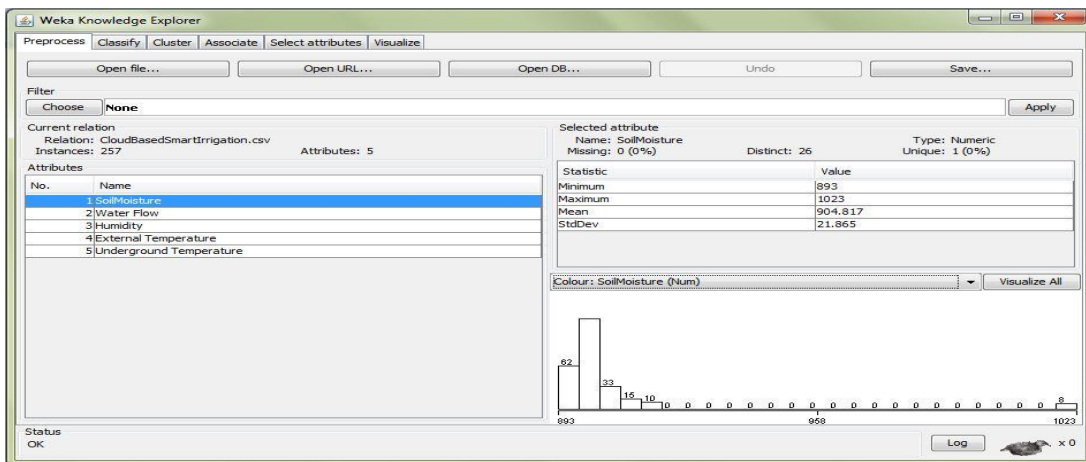 Weka Knowledge Explorer
Preprocess Classify Cluster Associate Select attributes Visualize
Open file... Open URL... Open DB... Undo Save...
Filter
Choose None Apply
Current relation
Relation: CloudBasedSmartIrrigation.csv
Instances: 257 Attributes: 5
Attributes
No. Name
1 SoilMoisture
2 Water Flow
3 Humidity
4 External Temperature
5 Underground Temperature
Selected attribute
Name: SoilMoisture Type: Numeric
Missing: 0 (0%) Distinct: 26 Unique: 1 (0%)
Statistic Value
Minimum 893
Maximum 1023
Mean 904.817
StdDev 21.865
Colour: SoilMoisture (Num) Visualize All
62 33 16 10 0 0 0 0 0 0 0 0 0 0 0 0 0 0 0 0 8
893 958 1023
Status
OK Log x 0